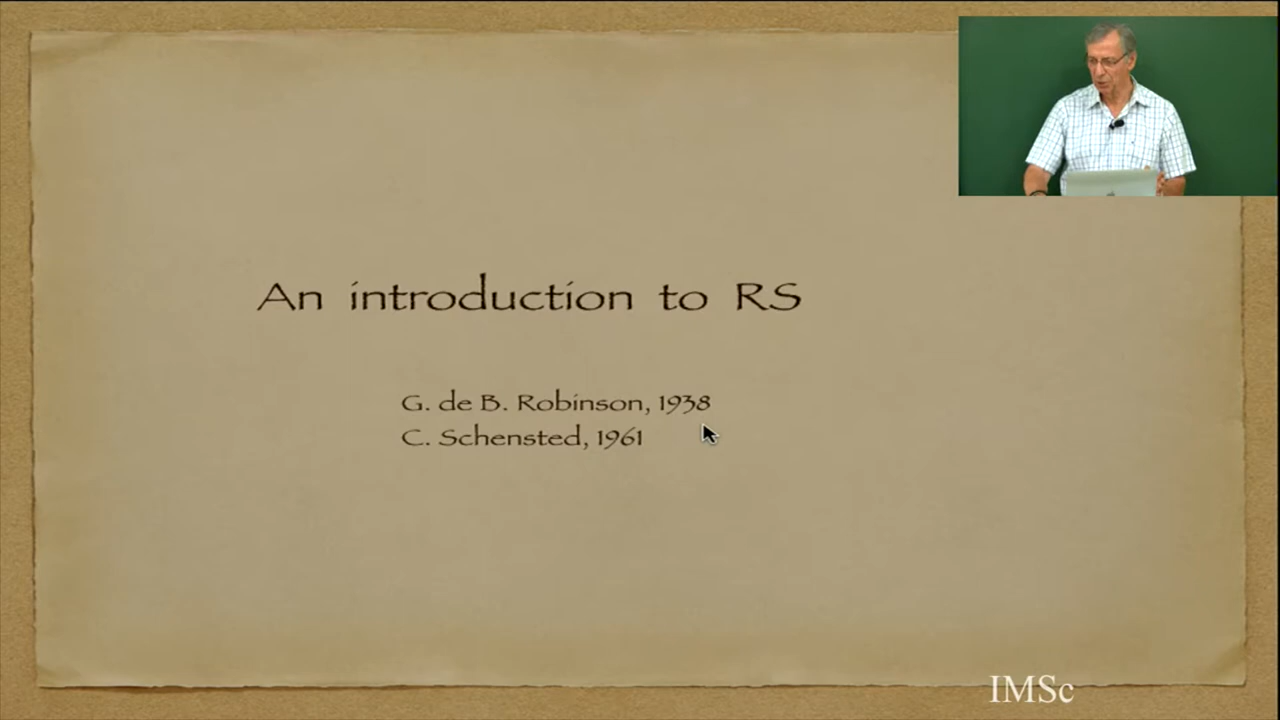 An introduction to RS
G. de B. Robinson, 1938
C. Schensted, 1961
IMSc